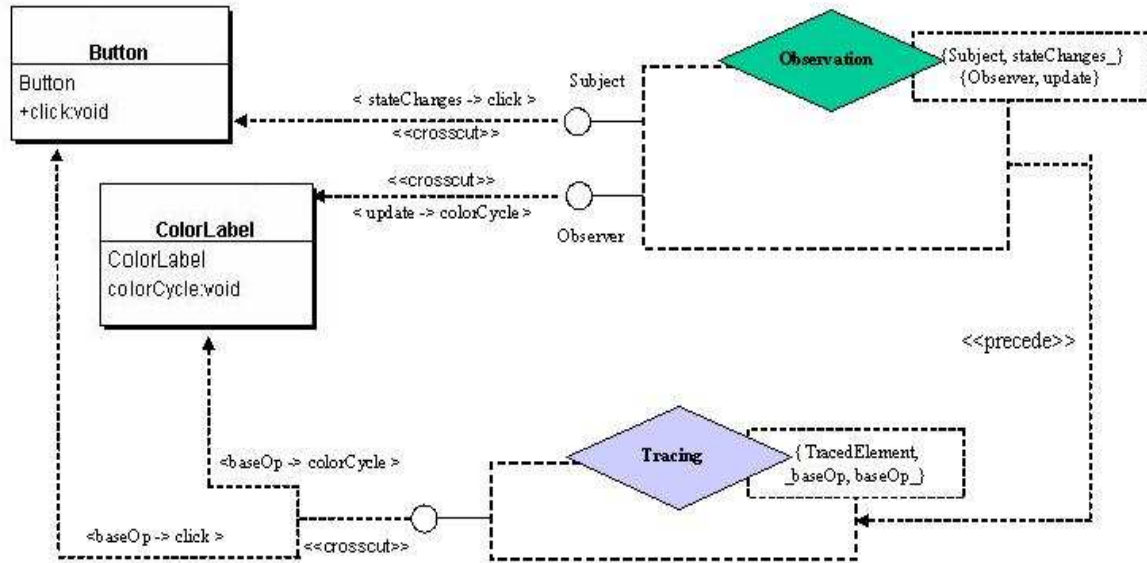 Button
Button
+click:void
Observation
{Subject, stateChanges_}
{Observer, update}
Subject
< stateChanges -> click >
<<crosscut>>
<<crosscut>>
< update -> colorCycle >
Observer
ColorLabel
ColorLabel
colorCycle:void
<<precede>>
Tracing
{ TracedElement,
_baseOp, baseOp_}
<baseOp -> colorCycle >
<baseOp -> click >
<<crosscut>>